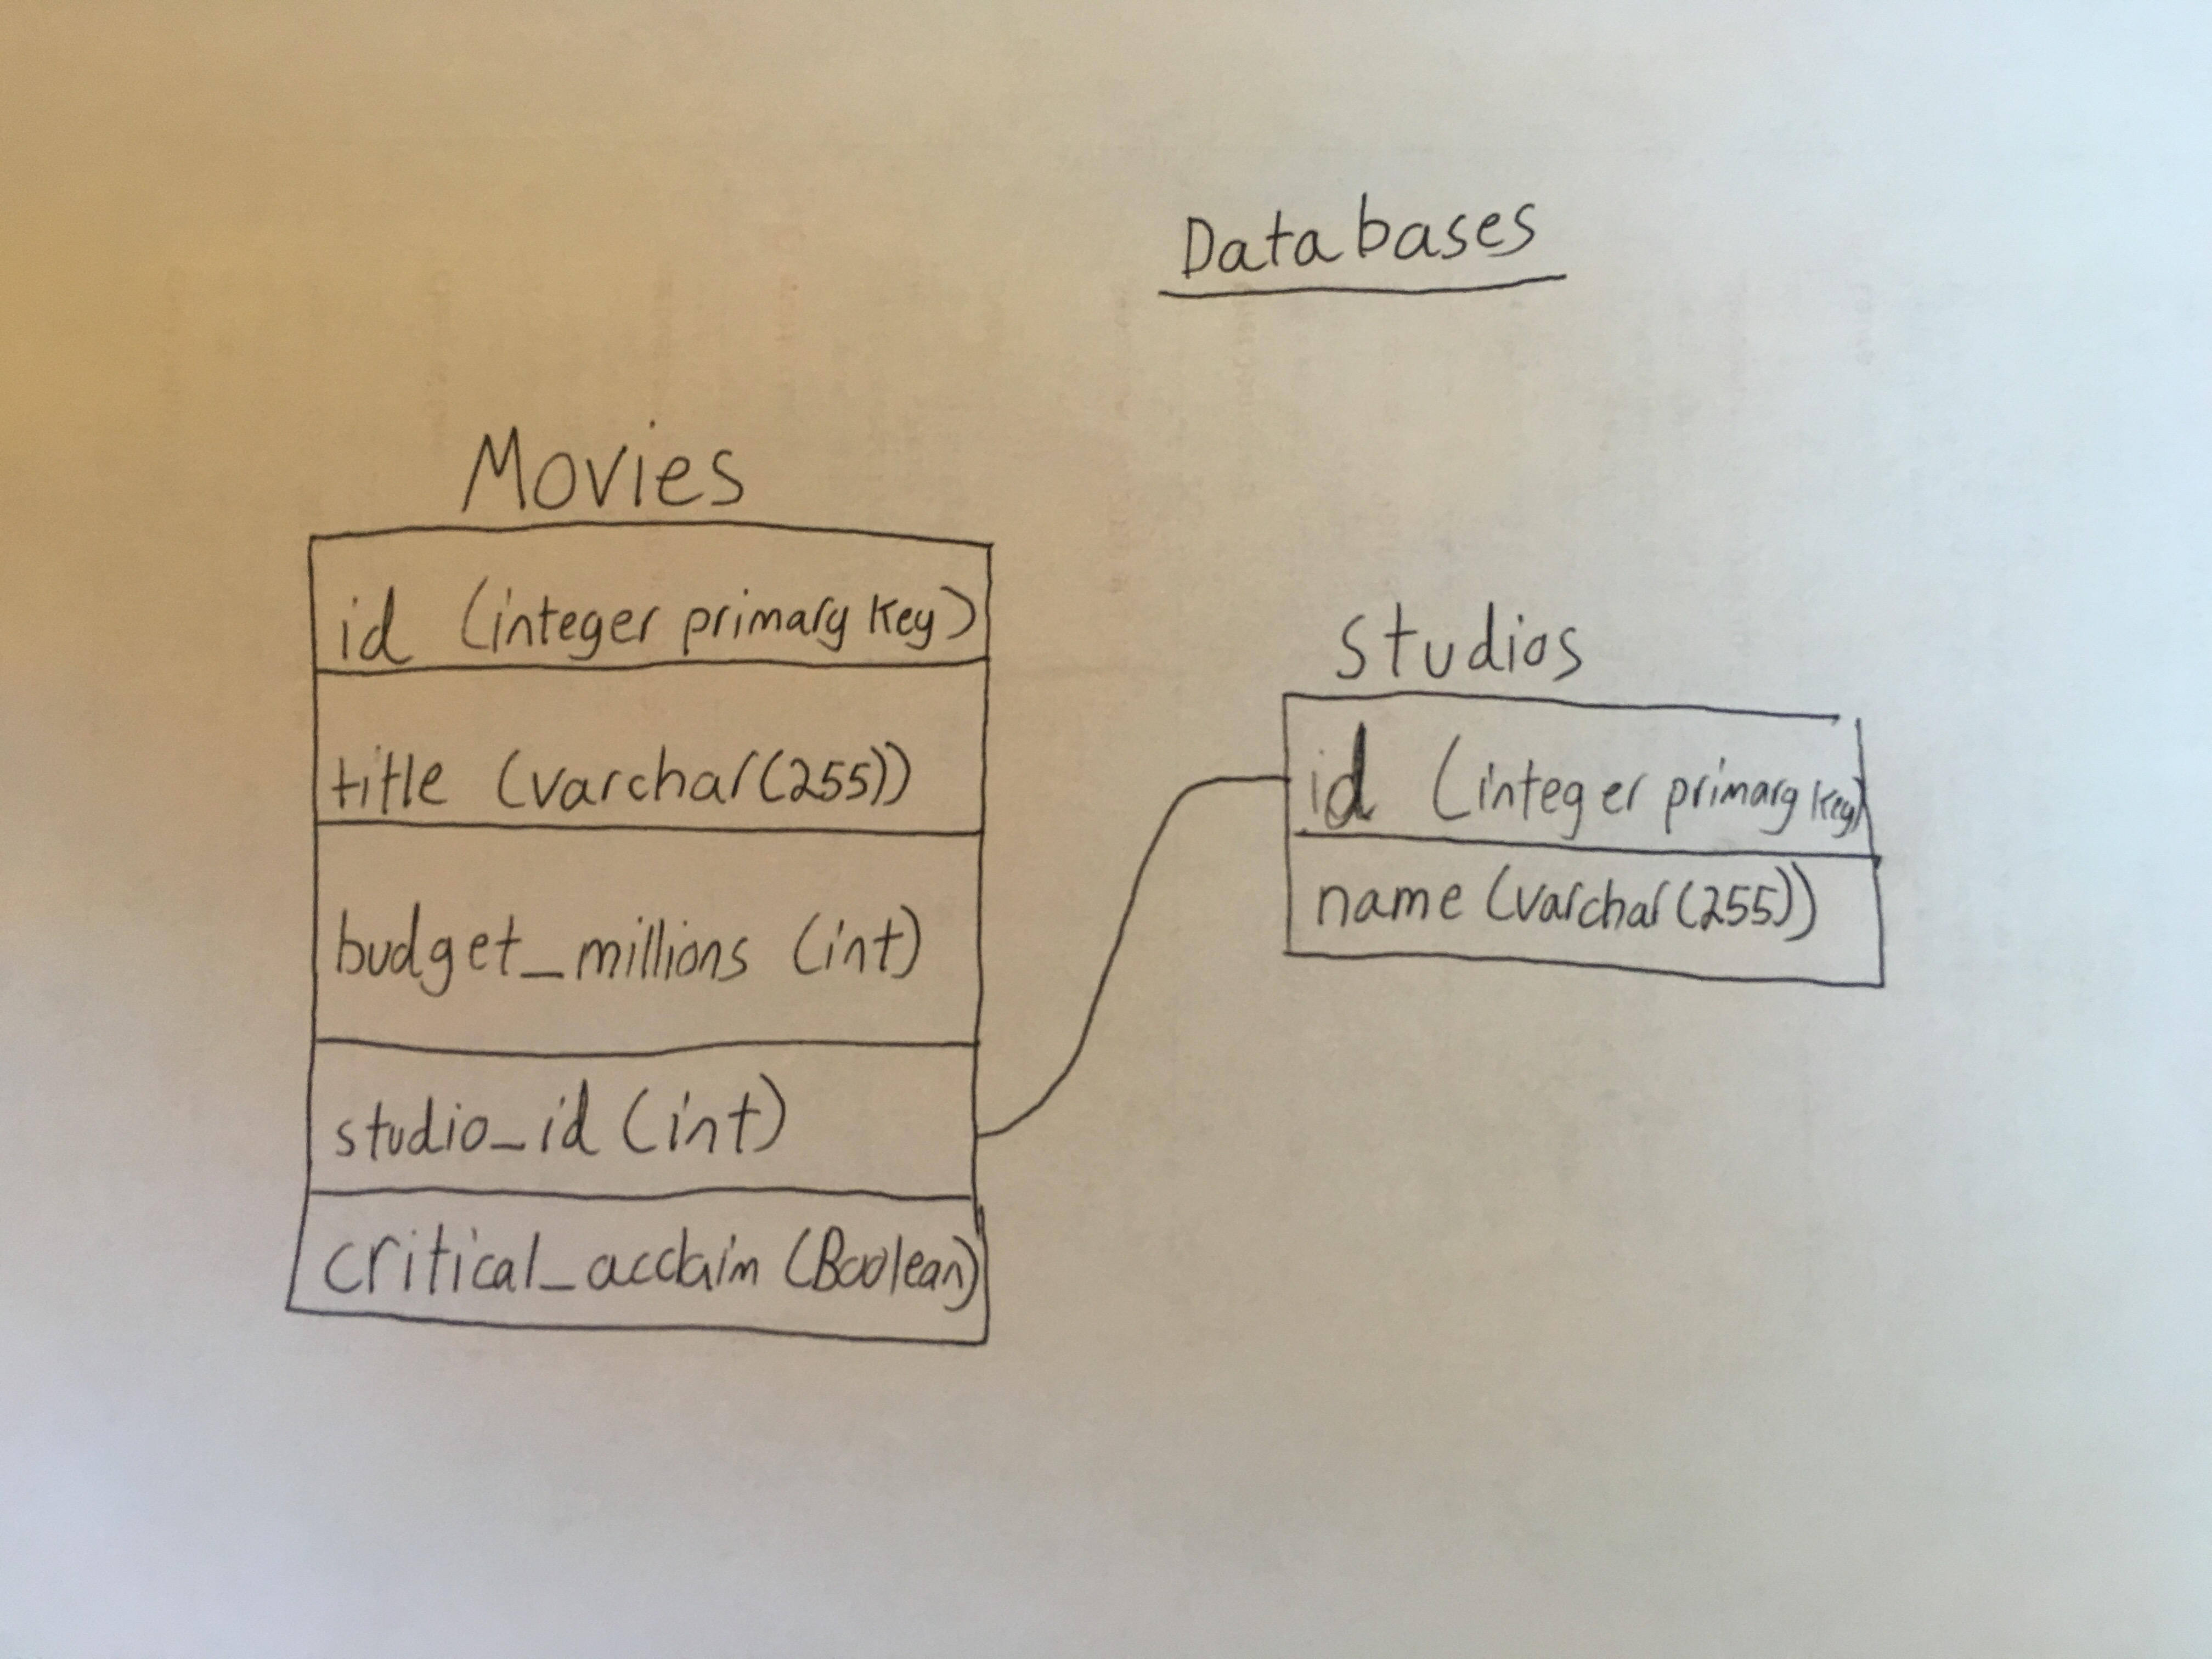 Databases
Movies
id (integer primary key)
title (varchar(255))
budget_millions (int)
studio_id (int)
critical_acclaim (Boolean)
studios
id (integer primary key)
name (varchar(255))